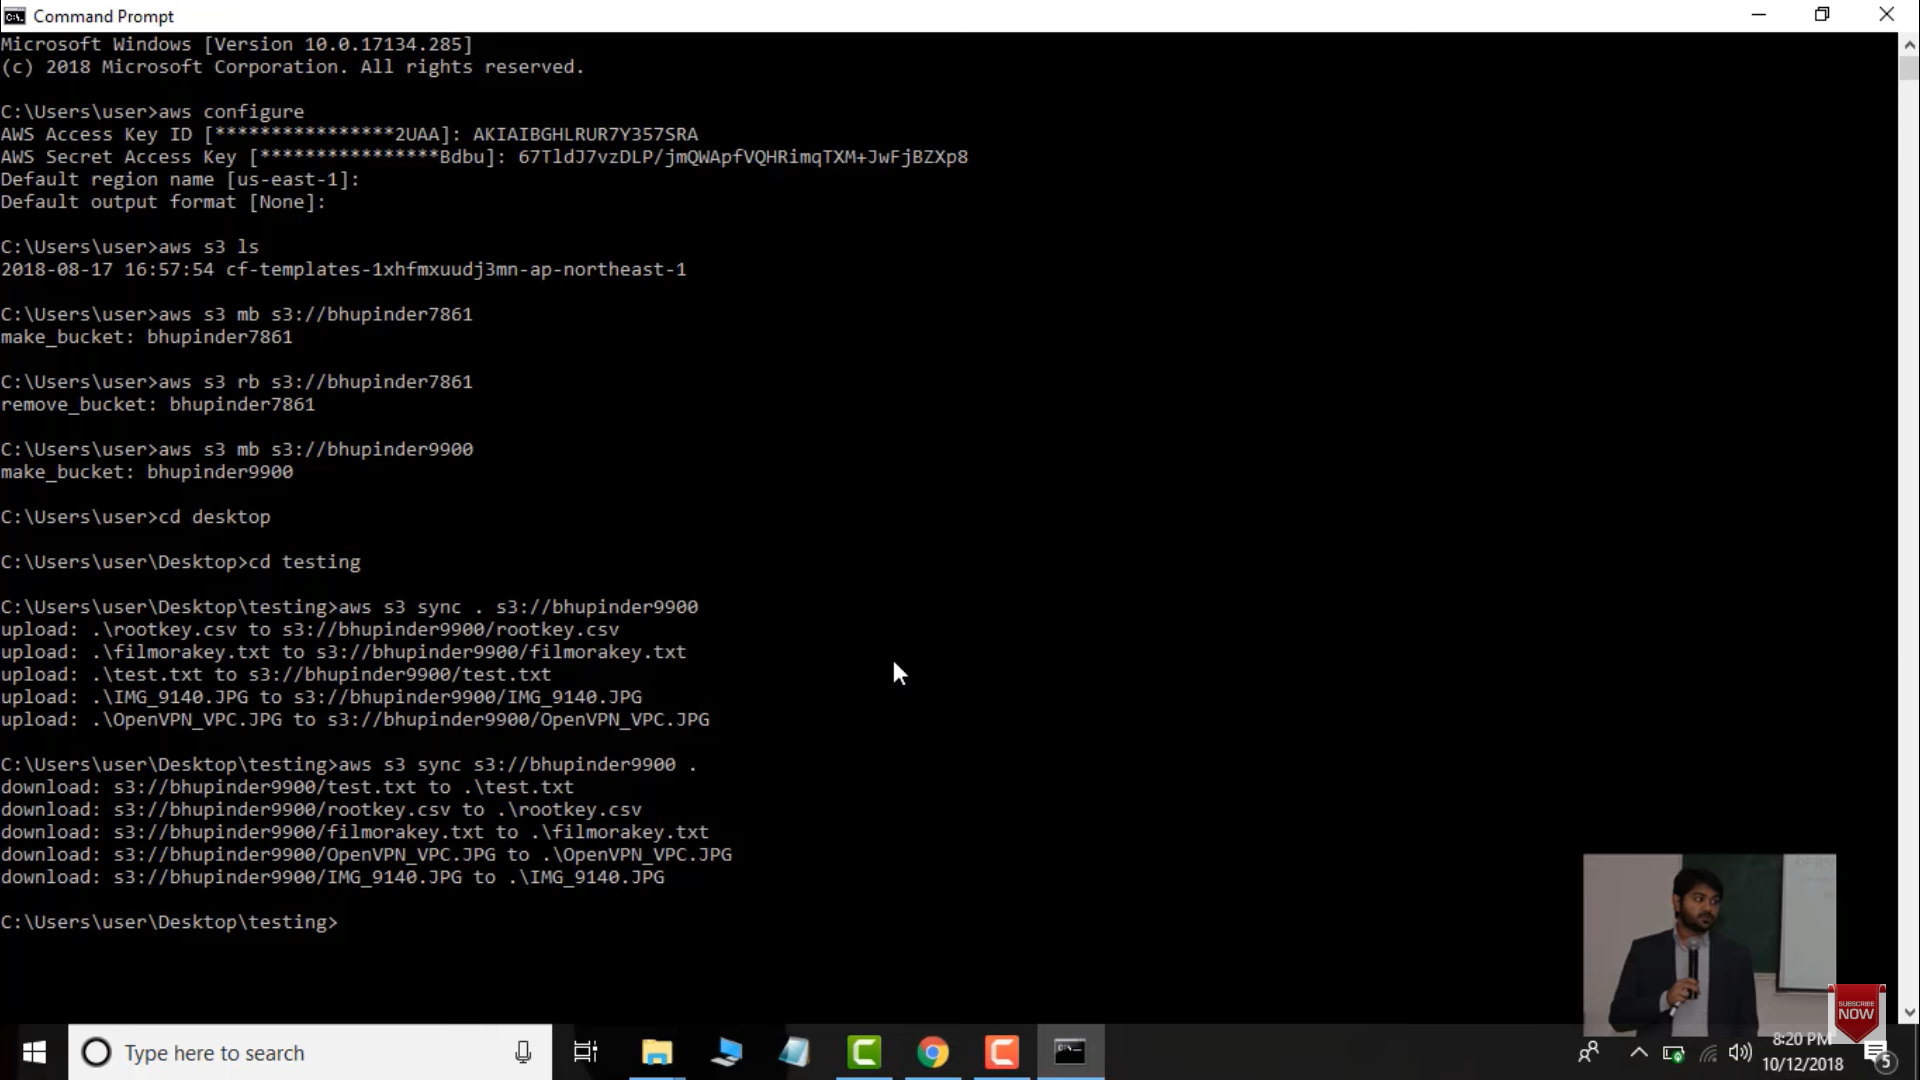 Command Prompt
Microsoft Windows [Version 10.0.17134.285]
(c) 2018 Microsoft Corporation. All rights reserved.
C:\Users\user>aws configure
AWS Access Key ID [****************2UAA]: AKIAIBGHLRUR7Y357SRA
AWS Secret Access Key [****************Bdbu]: 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
Default region name [us-east-1]:
Default output format [None]:
C:\Users\user>aws s3 ls
2018-08-17 16:57:54 cf-templates-1xhfmxuudj3mn-ap-northeast-1
C:\Users\user>aws s3 mb s3://bhupinder7861
make_bucket: bhupinder7861
C:\Users\user>aws s3 rb s3://bhupinder7861
remove_bucket: bhupinder7861
C:\Users\user>aws s3 mb s3://bhupinder9900
make_bucket: bhupinder9900
C:\Users\user>cd desktop
C:\Users\user\Desktop>cd testing
C:\Users\user\Desktop\testing>aws s3 sync . s3://bhupinder9900
upload: .\rootkey.csv to s3://bhupinder9900/rootkey.csv
upload: .\filmorakey.txt to s3://bhupinder9900/filmorakey.txt
upload: .\test.txt to s3://bhupinder9900/test.txt
upload: .\IMG_9140.JPG to s3://bhupinder9900/IMG_9140.JPG
upload: .\OpenVPN_VPC.JPG to s3://bhupinder9900/OpenVPN_VPC.JPG
C:\Users\user\Desktop\testing>aws s3 sync s3://bhupinder9900 .
download: s3://bhupinder9900/test.txt to .\test.txt
download: s3://bhupinder9900/rootkey.csv to .\rootkey.csv
download: s3://bhupinder9900/filmorakey.txt to .\filmorakey.txt
download: s3://bhupinder9900/OpenVPN_VPC.JPG to .\OpenVPN_VPC.JPG
download: s3://bhupinder9900/IMG_9140.JPG to .\IMG_9140.JPG
C:\Users\user\Desktop\testing>
SUBSCRIBE
NOW
Type here to search
8:20 PM
10/12/2018
5